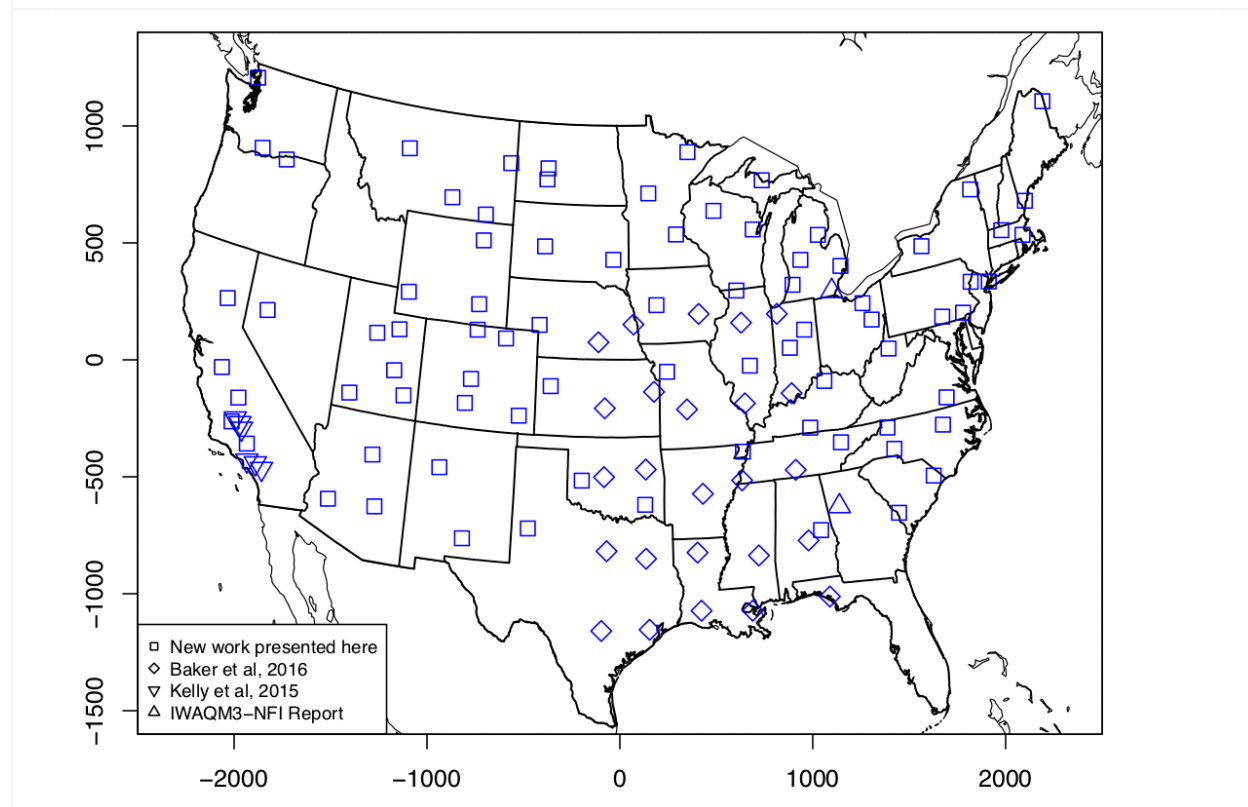 1000
500
0
−500
−1000
−1500
New work presented here
Baker et al, 2016
Kelly et al, 2015
IWAQM3−NFI Report
−2000
−1000
0
1000
2000